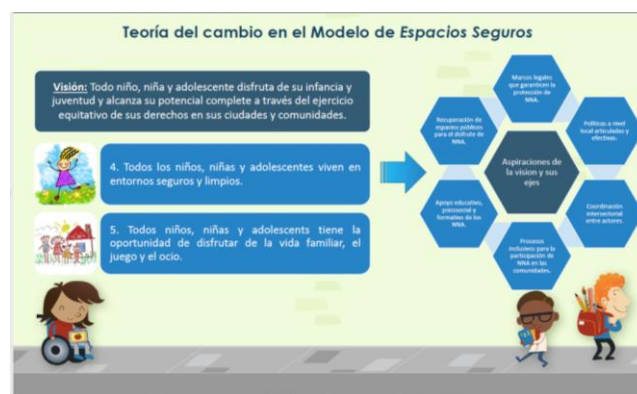 Teoría del cambio en el Modelo de Espacios Seguros
Visión: Todo niño, niña y adolescente disfruta de su infancia y
juventud y alcanza su potencial complete a través del ejercicio
equitativo de sus derechos en sus ciudades y comunidades.
4. Todos los niños, niñas y adolescentes viven en
entornos seguros y limpios.
5. Todos niños, niñas y adolescents tiene la
oportunidad de disfrutar de la vida familiar, el
juego y el ocio.
Marcos legales
que garanticen la
protección de
NNA.
Políticas a nivel
local articuladas y
efectivas.
Coordinación
intersectorial
entre actores.
Procesos
inclusivos para la
participación de
NNA en las
comunidades.
Apoyo educativo,
psicosocial y
formativo de los
NNA.
Recuperación de
espacios públicos
para el disfrute de
NNA.
Aspiraciones de
la vision y sus
ejes